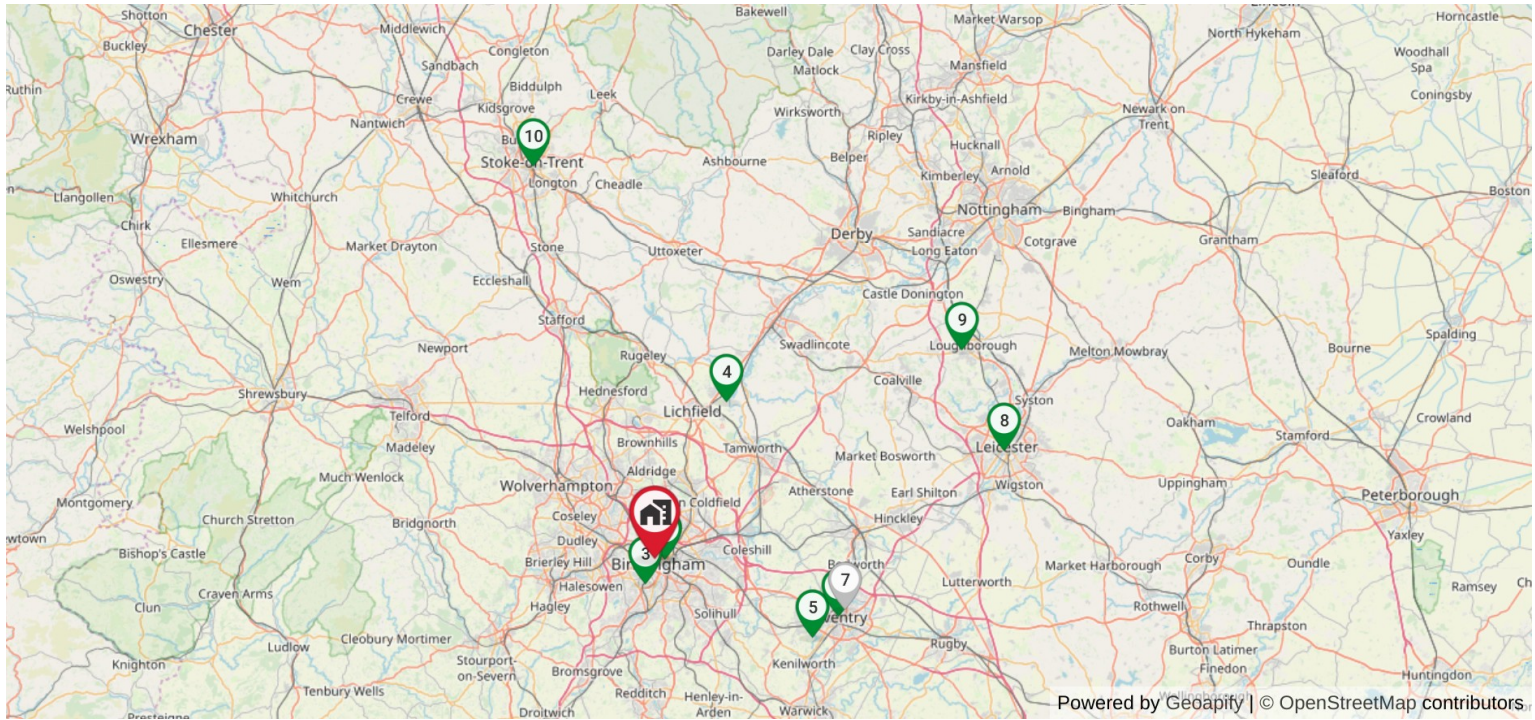 Shotton
Chester
Middlewich
Bakewell
Market Warsop
Horncastle
Buckley
Congleton
Darley Dale
Clay Cross
North Hykeham
Woodhall
Spa
Sandbach
Matlock
Mansfield
Ruthin
Biddulph
Leek
Crewe
Kidsgrove
Wirksworth
Kirby-in-Ashfield
Newark on
Trent
Coningsby
Wrexham
Nantwich
10
Ripley
Hucknall
Stoke-on-Trent
Ashbourne
Belper
Kimberley
Arnold
Sleaford
Boston
Llangollen
Whitchurch
Longton
Cheadle
Chirk
Nottingham
Bingham
Ellesmere
Market Drayton
Stone
Uttoxeter
Derby
Sandiacre
Long Eaton
Cotgrave
Grantham
Oswestry
Wem
Eccleshall
Castle Donington
Stafford
9
Spalding
Newport
Rugeley
Swadlincote
Loughborough
Melton Mowbray
Bourne
Shrewsbury
Hednesford
4
Coalville
Syston
Telford
Lichfield
8
Oakham
Stamford
Crowland
Welshpool
Madeley
Brownhills
Tamworth
Market Bosworth
Leicester
Much Wenlock
Aldridge
Wolverhampton
Atherstone
Earl Shilton
Wigston
Uppingham
Peterborough
Montgomery
Church Stretton
Bridgnorth
Coseley
n Coldfield
Hinckley
Yaxley
ewtown
Bishop's Castle
Dudley
3
Coleshill
Brierley Hill
Birmingham
Bedworth
Market Harborough
Corby
Oundle
Halesowen
7
Lutterworth
Ramsey
Clun
Craven Arms
Hagley
Solihull
5
ventry
Rothwell
Thrapston
Cleobury Mortimer
Ludlow
Rugby
Burton Latimer
Finedon
Knighton
Stourport-
on-Severn
Bromsgrove
Kenilworth
Huntingdon
Tenbury Wells
Redditch
Henley-in-
Arden
Warwick
Droitwich
Presteigne
Powered by Geoapify | © OpenStreetMap contributors